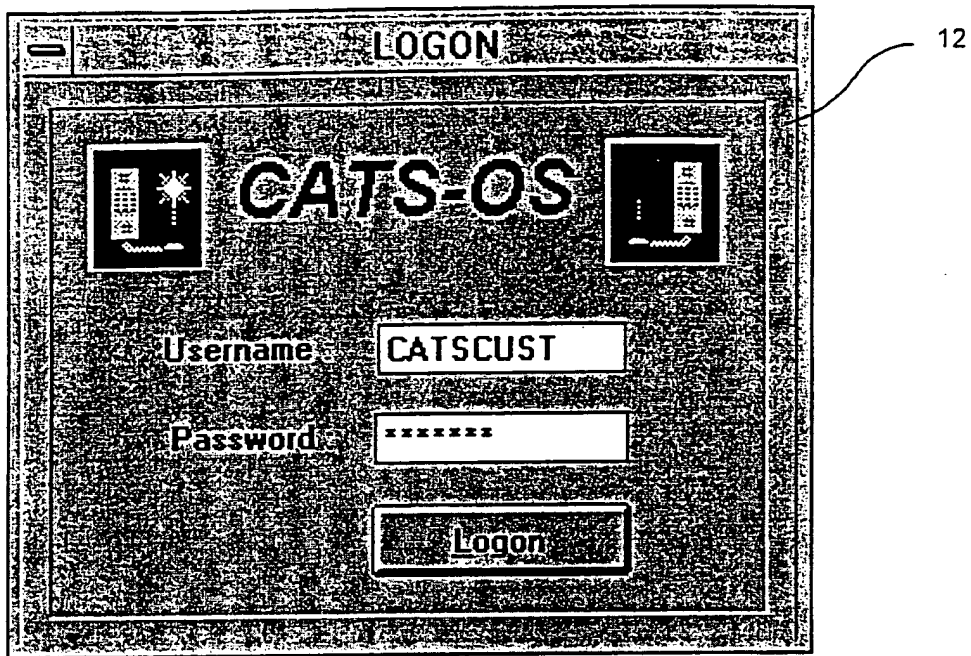 LOGON
12
CATS-OS
Username
CATSCUST
Password
*******
Logon